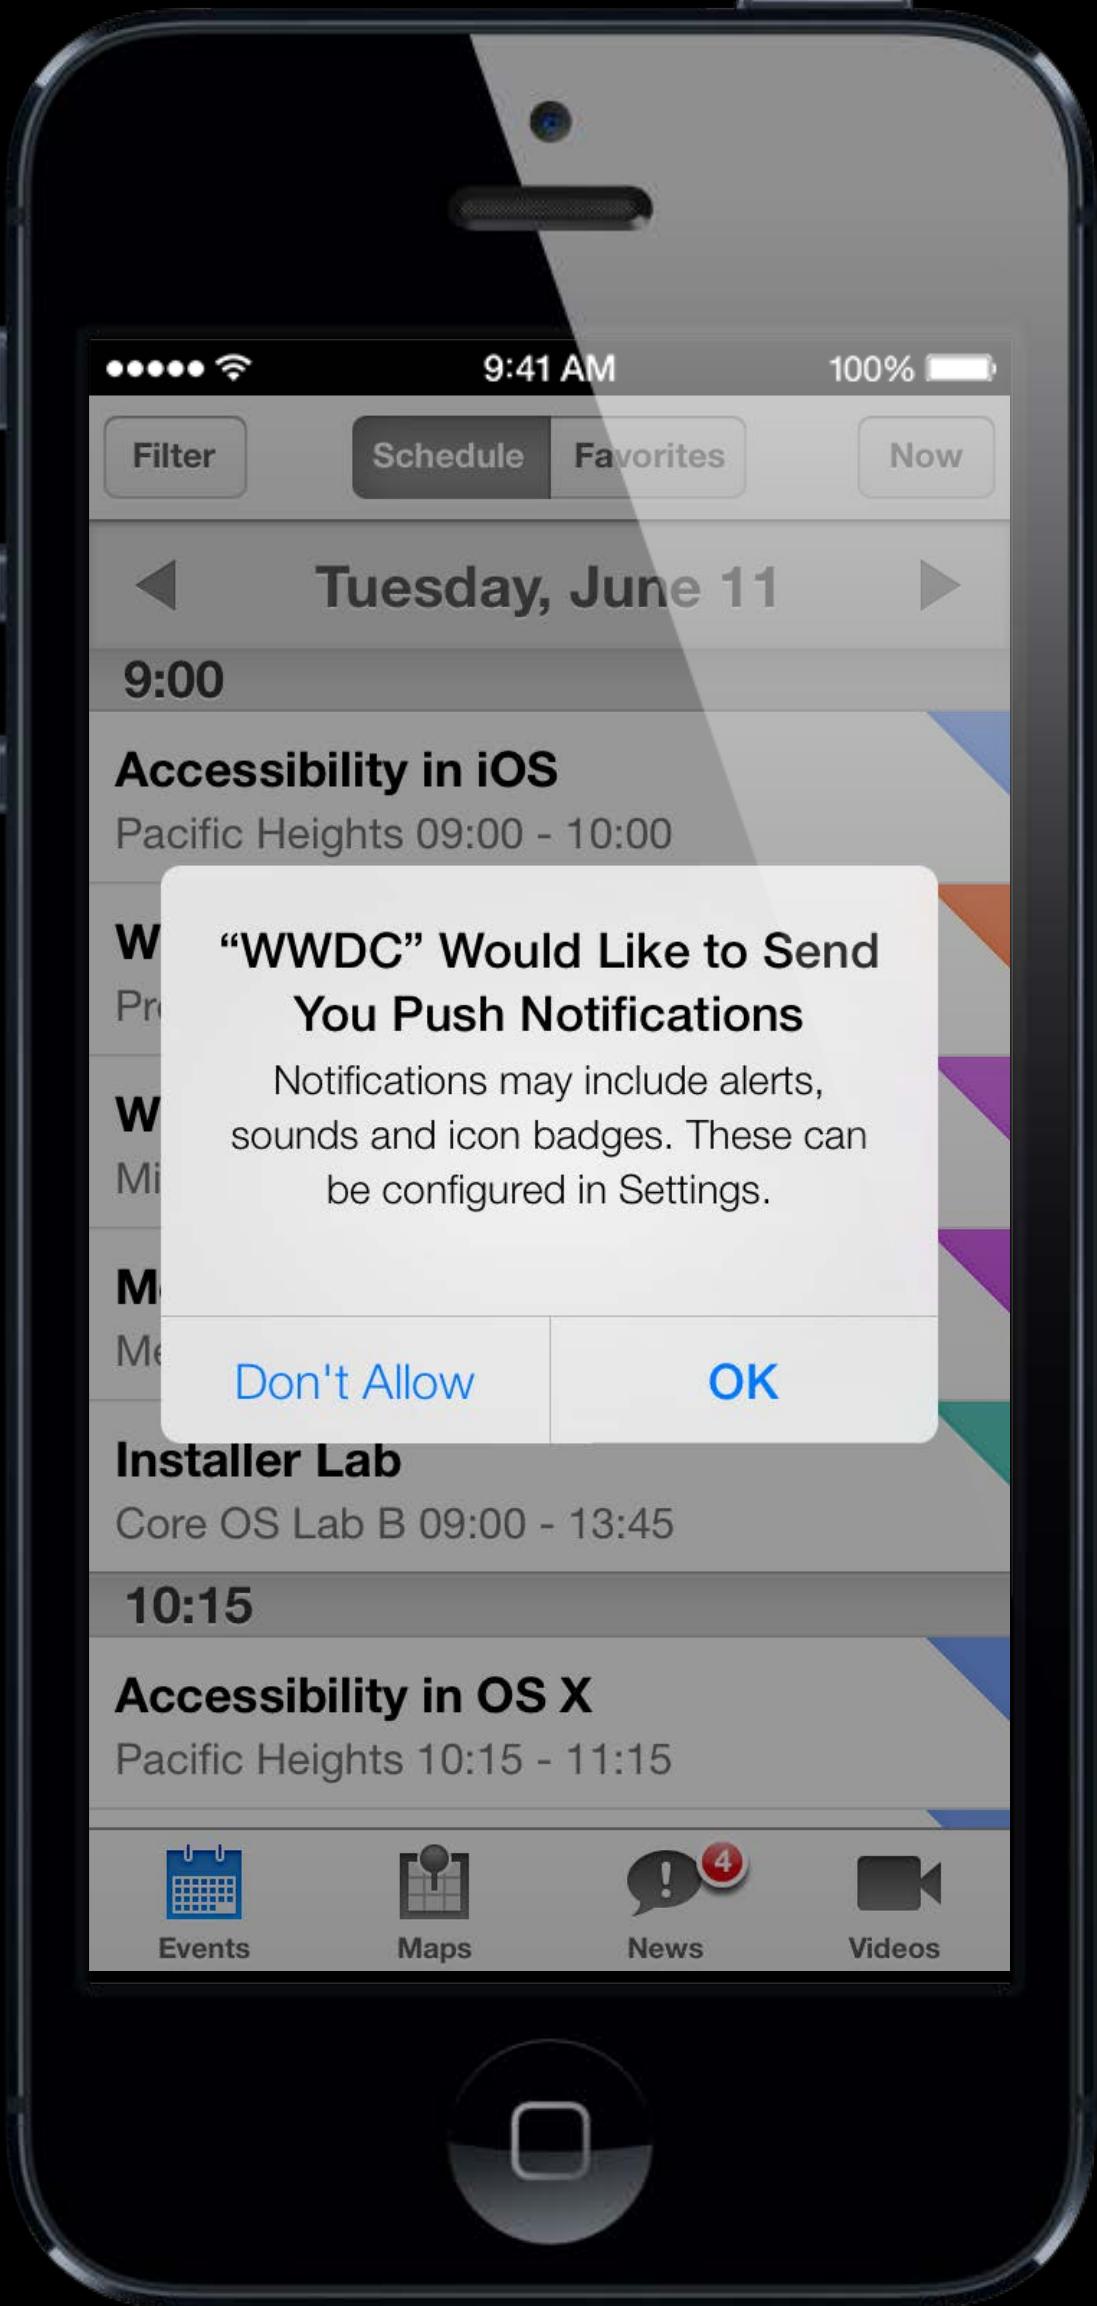 9:41 AM
100%
Filter
Schedule
Favorites
Now
Tuesday, June 11
9:00
Accessibility in iOS
Pacific Heights 09:00 - 10:00
“WWDC” Would Like to Send
You Push Notifications
Notifications may include alerts,
sounds and icon badges. These can
be configured in Settings.
Don't Allow
OK
Installer Lab
Core OS Lab B 09:00 - 13:45
10:15
Accessibility in OS X
Pacific Heights 10:15 - 11:15
4
Events
Maps
News
Videos